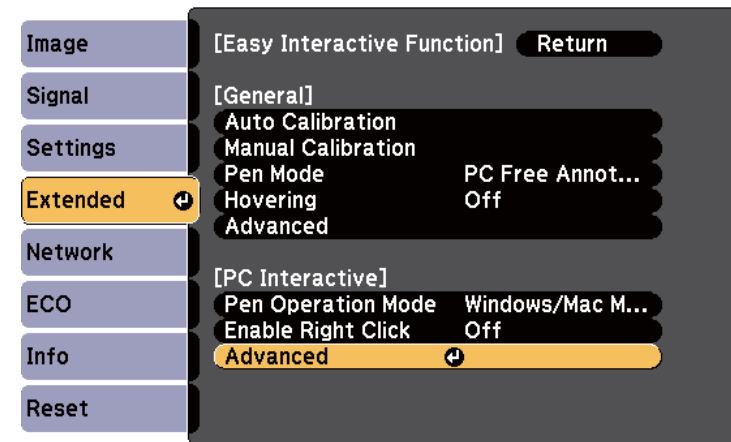 Image
Signal
Settings
Extended
Network
ECO
Info
Reset
[Easy Interactive Function] Return
[General]
Auto Calibration
Manual Calibration
Pen Mode PC Free Annot...
Hovering Off
Advanced
[PC Interactive]
Pen Operation Mode Windows/Mac M...
Enable Right Click Off
Advanced